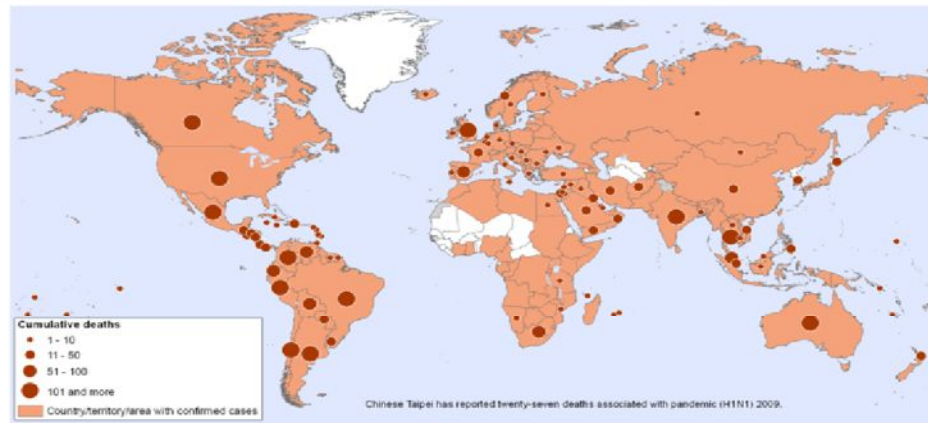 Cumulative deaths
1 - 10
11 - 50
51 - 100
101 and more
Country/territory/area with confirmed cases
Chinese Taipei has reported twenty-seven deaths associated with pandemic (H1N1) 2009.